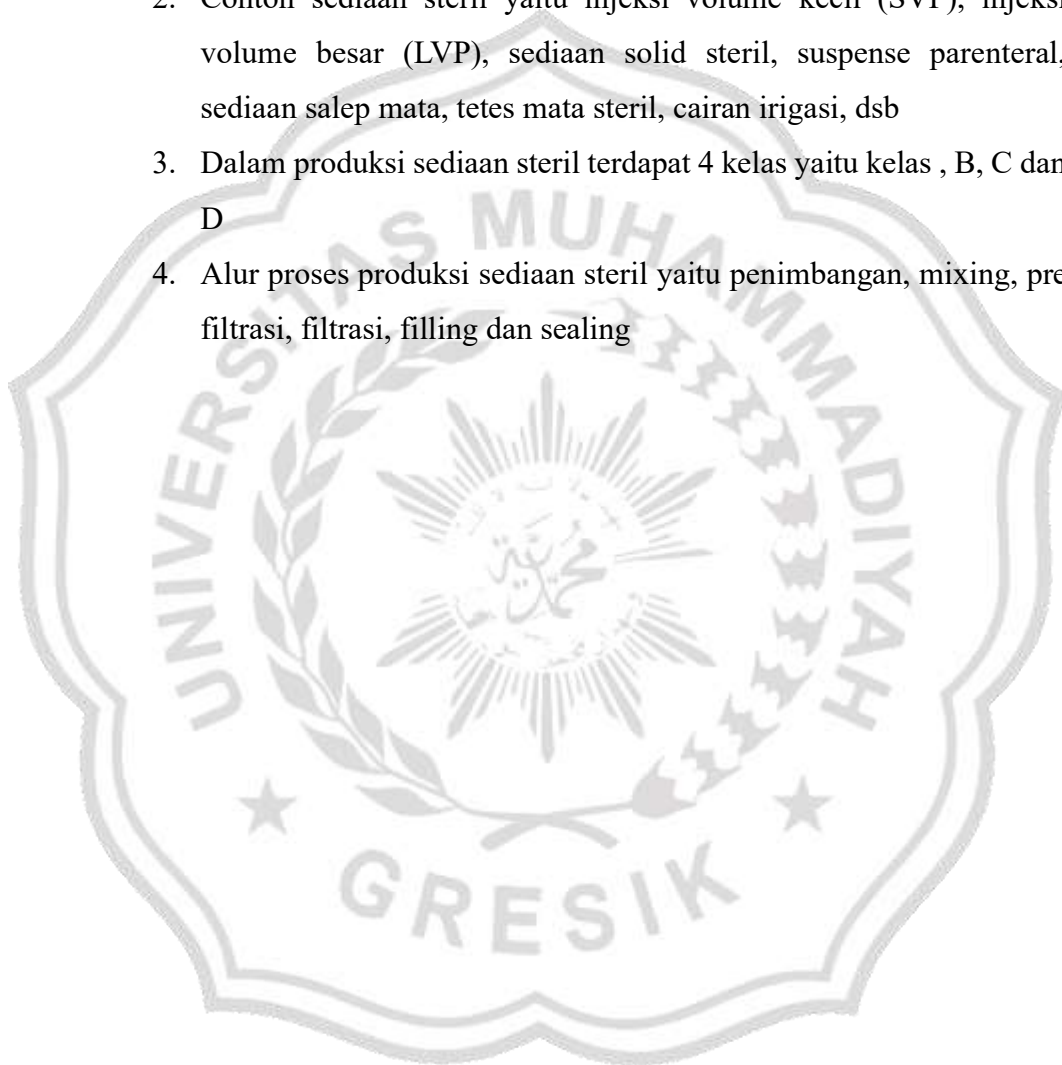 2. Contoh sediaan steril yaitu injeksi volume kecil (SVP), injeksi
volume besar (LVP), sediaan solid steril, suspense parenteral,
sediaan salep mata, tetes mata steril, cairan irigasi, dsb
3. Dalam produksi sediaan steril terdapat 4 kelas yaitu kelas , B, C dan
D
4. Alur proses produksi sediaan steril yaitu penimbangan, mixing, pre
filtrasi, filtrasi, filling dan sealing
UNIVERSITAS MUHAMMADIYAH
GRESIK
محمدية